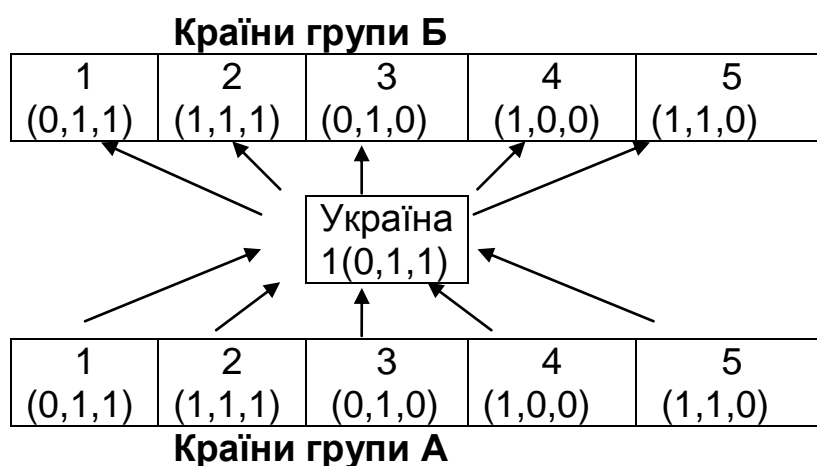 Країни групи Б
1 2 3 4 5
(0,1,1) (1,1,1) (0,1,0) (1,0,0) (1,1,0)
Україна
1(0,1,1)
1 2 3 4 5
(0,1,1) (1,1,1) (0,1,0) (1,0,0) (1,1,0)
Країни групи А